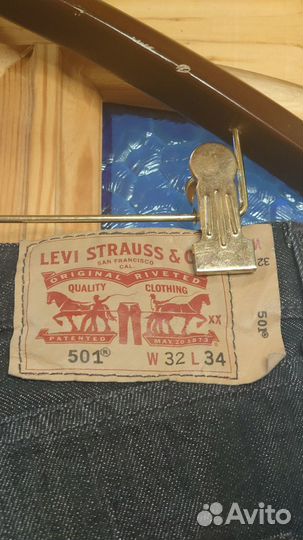 LEVI STRAUSS & C
SAN FRANCISCO
CAL.
ORIGINAL RIVETED
QUALITY CLOTHING
XX
501® W 32 L 34
PATENTED MAY 20 1873
W
32
501®
Avito